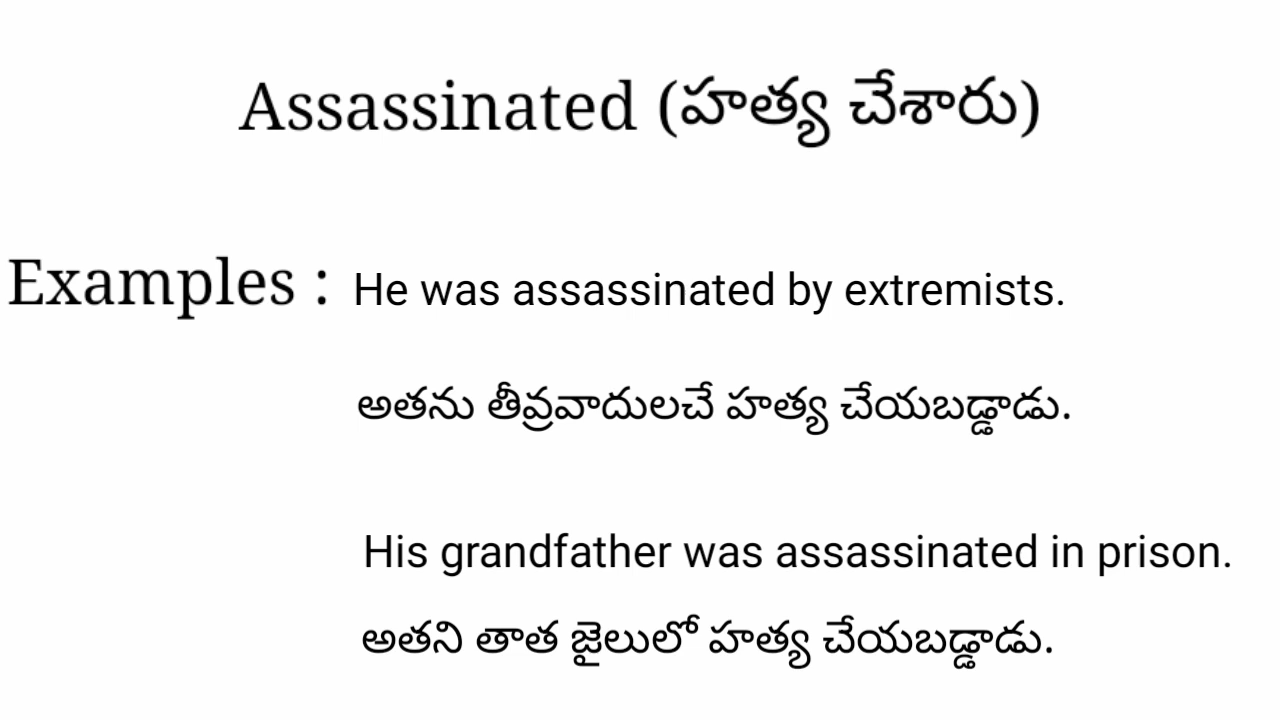 Assassinated (హత్య చేశారు)
Examples : He was assassinated by extremists.
అతను తీవ్రవాదులచే హత్య చేయబడ్డాడు.
His grandfather was assassinated in prison.
అతని తాత జైలులో హత్య చేయబడ్డాడు.